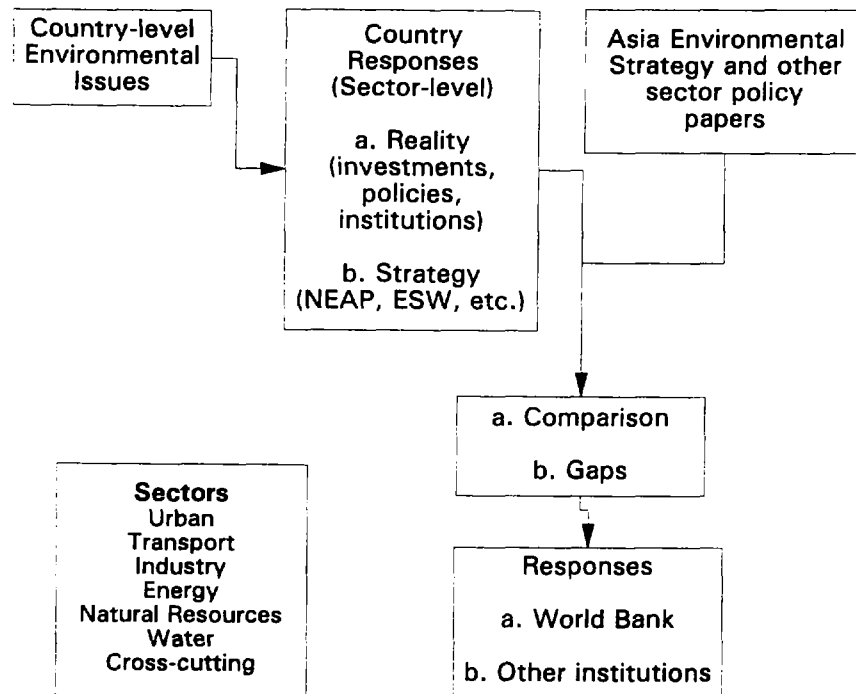 Country-level
Environmental
Issues
Country
Responses
(Sector-level)
a. Reality
(investments,
policies,
institutions)
b. Strategy
(NEAP, ESW, etc.)
Asia Environmental
Strategy and other
sector policy
papers
a. Comparison
b. Gaps
Sectors
Urban
Transport
Industry
Energy
Natural Resources
Water
Cross-cutting
Responses
a. World Bank
b. Other institutions